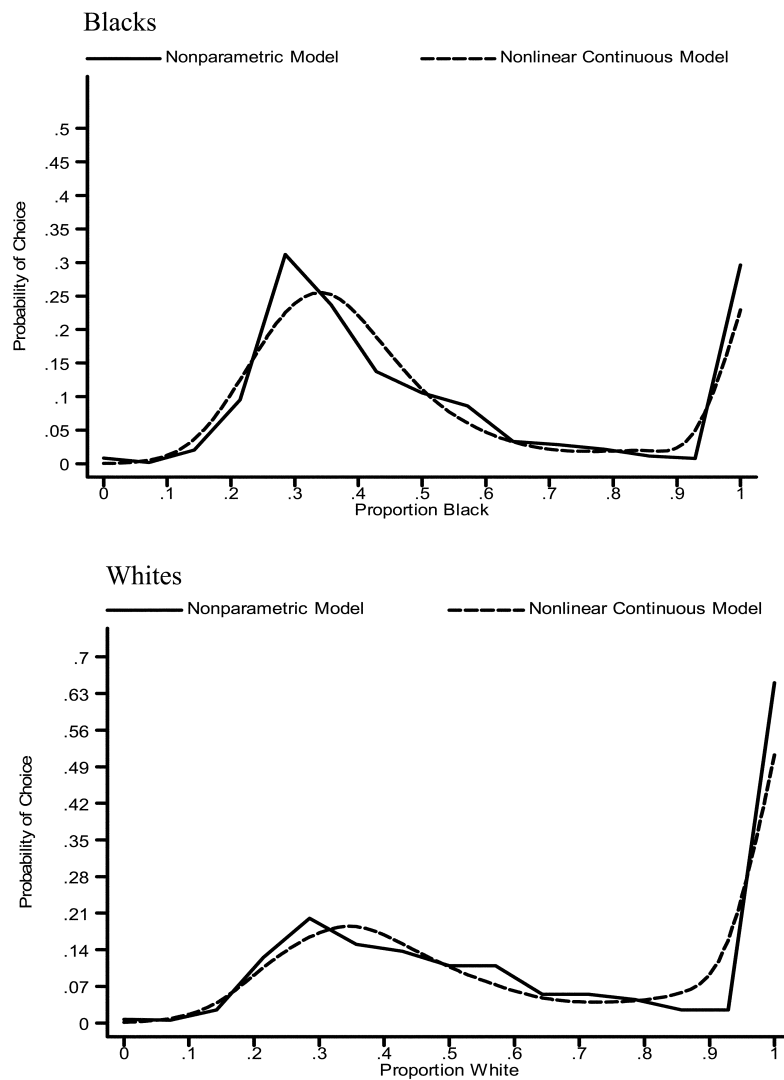 Blacks
Nonparametric Model Nonlinear Continuous Model
.5
.45
.4
.35
.3
.25
.2
.15
.1
.05
0
Probability of Choice
0 .1 .2 .3 .4 .5 .6 .7 .8 .9 1
Proportion Black
Whites
Nonparametric Model Nonlinear Continuous Model
.7
.63
.56
.49
.42
.35
.28
.21
.14
.07
0
Probability of Choice
0 .1 .2 .3 .4 .5 .6 .7 .8 .9 1
Proportion White